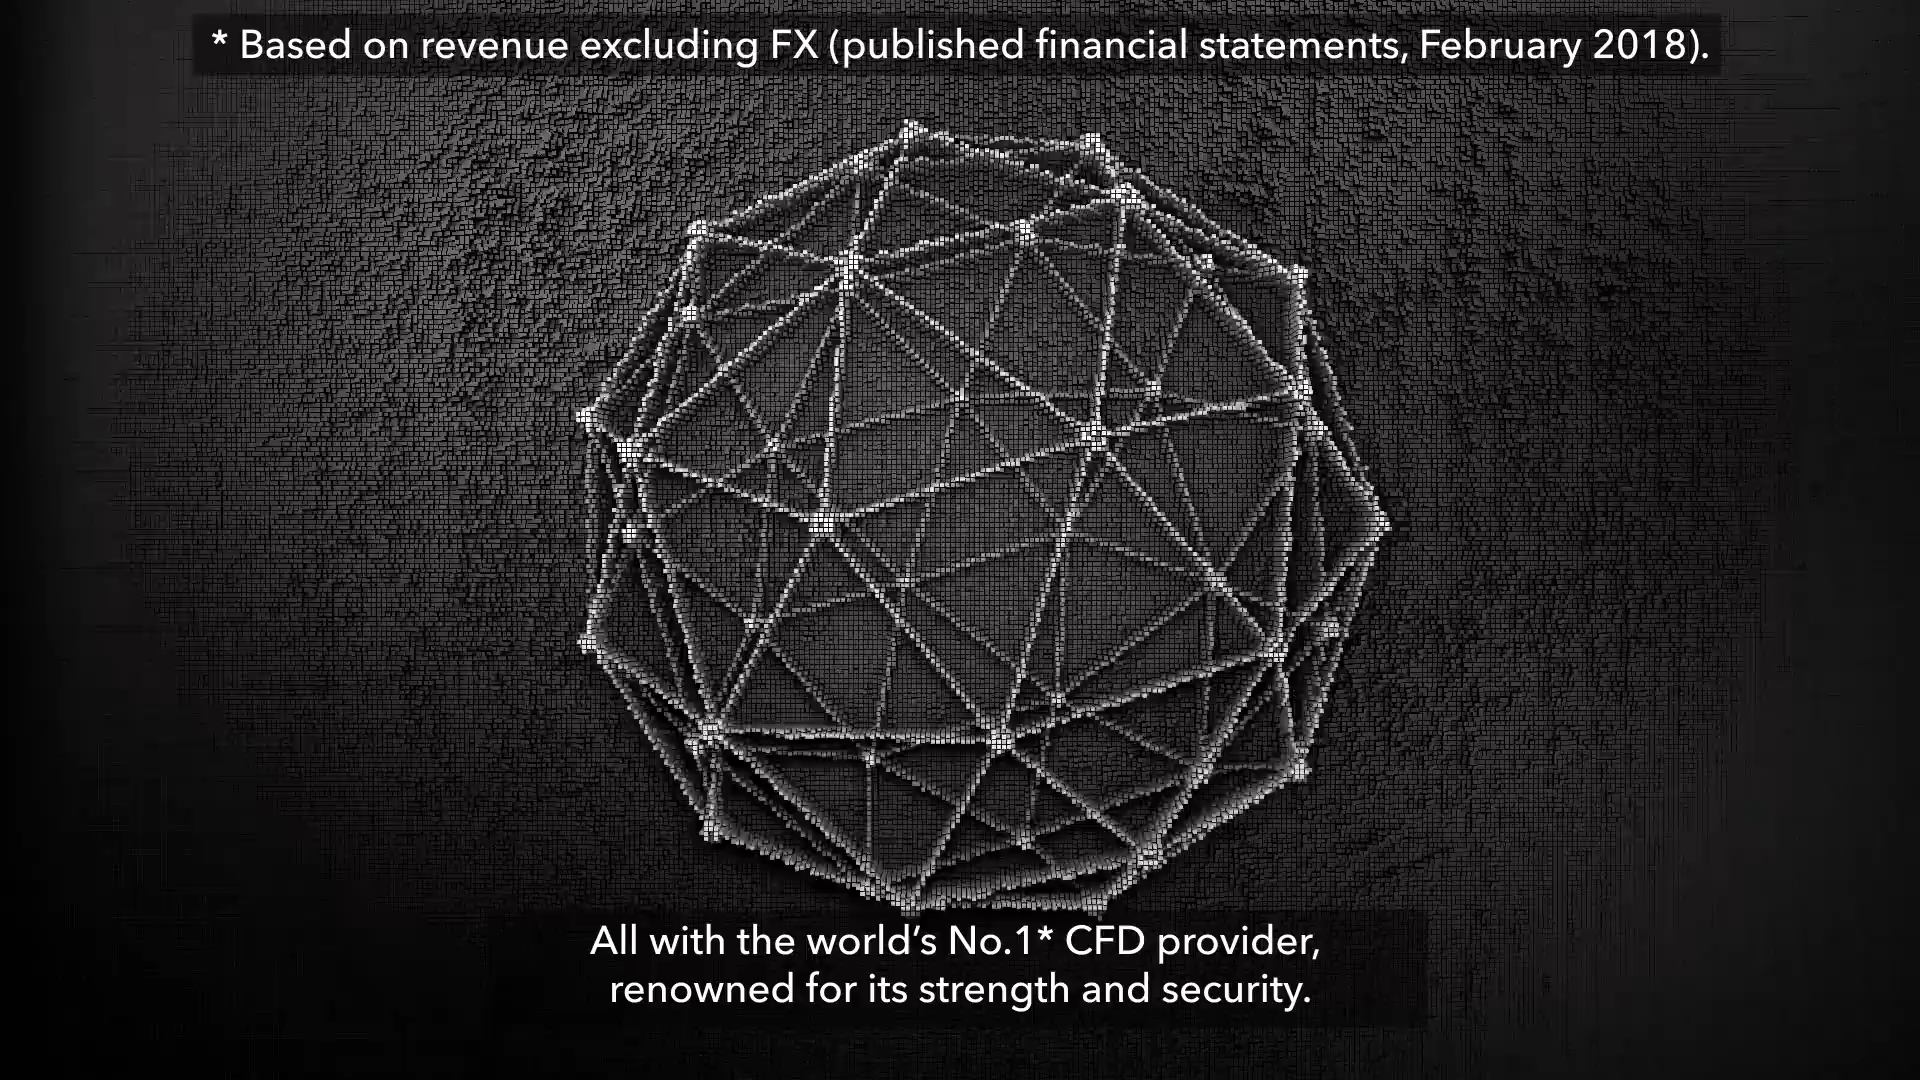 * Based on revenue excluding FX (published financial statements, February 2018).
All with the world's No.1* CFD provider,
renowned for its strength and security.